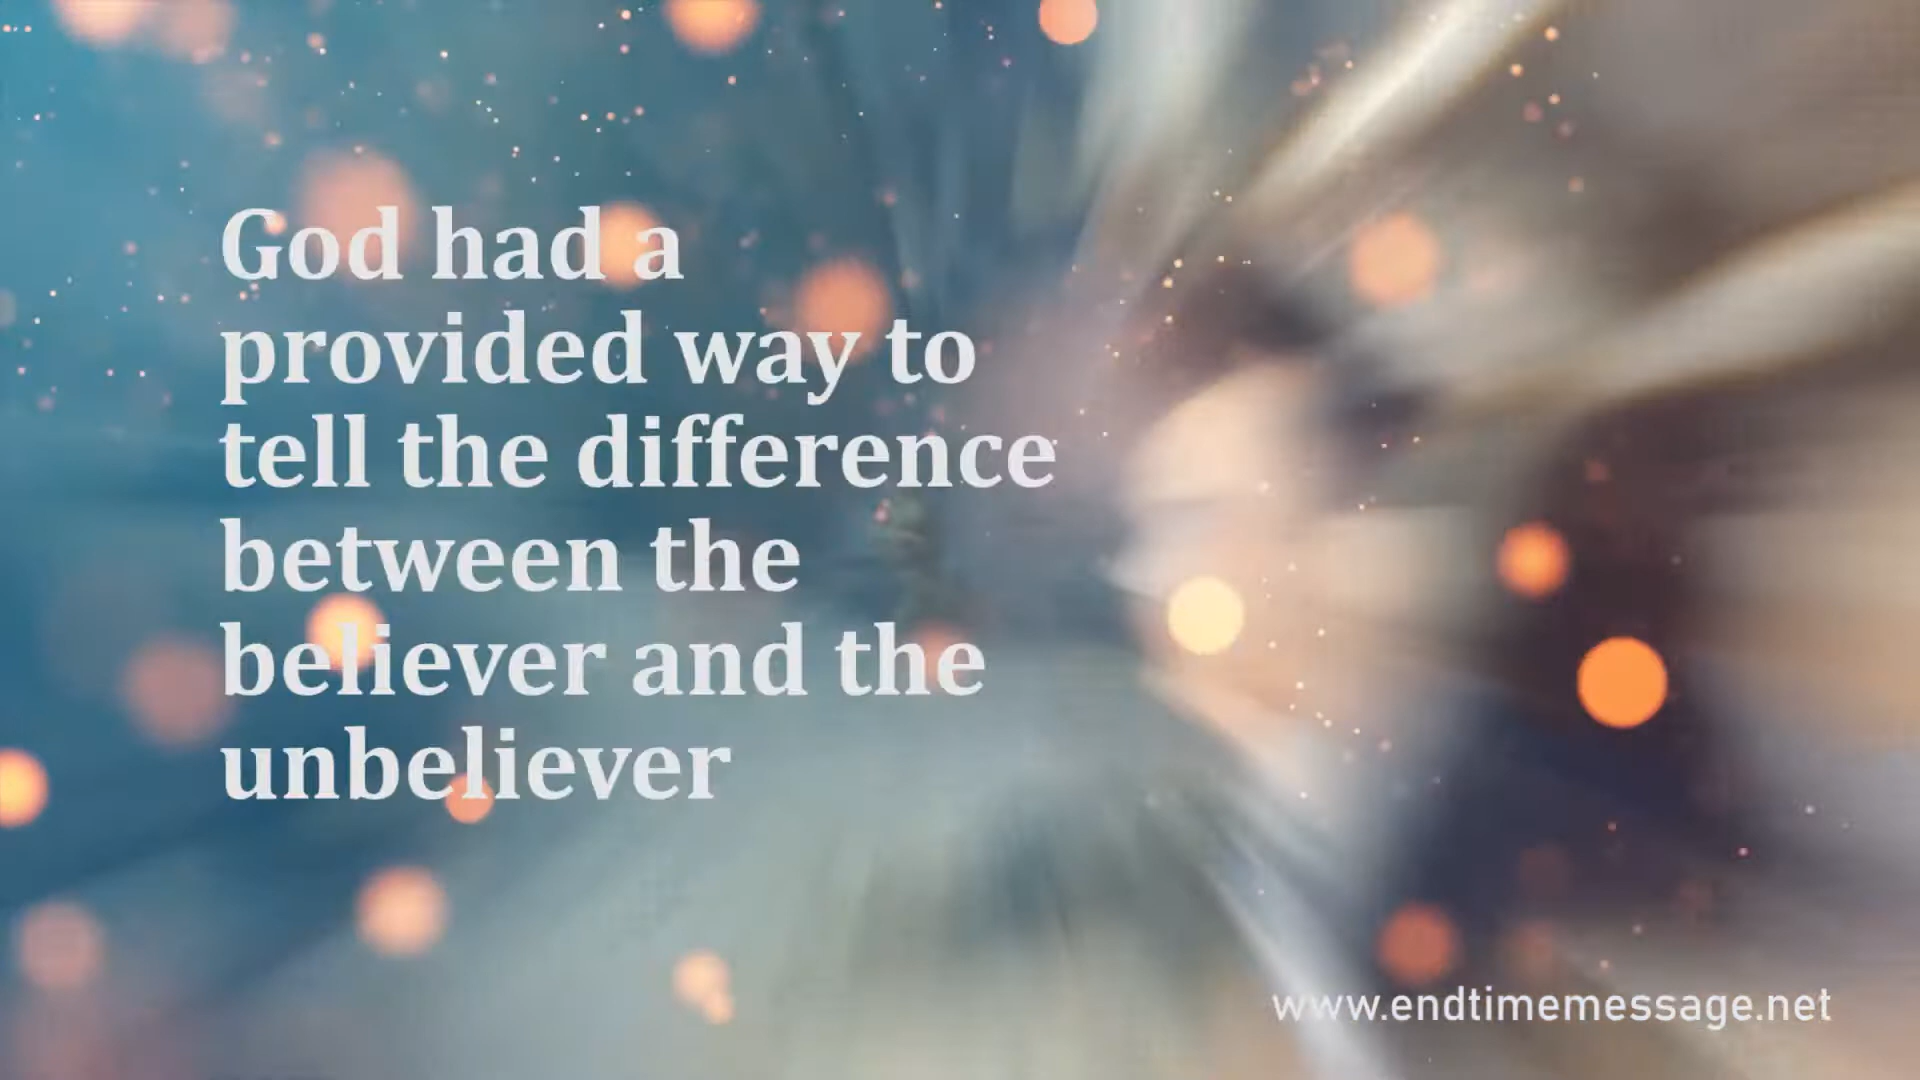 God had a
provided way to
tell the difference
between the
believer and the
unbeliever
www.endtimemessage.net